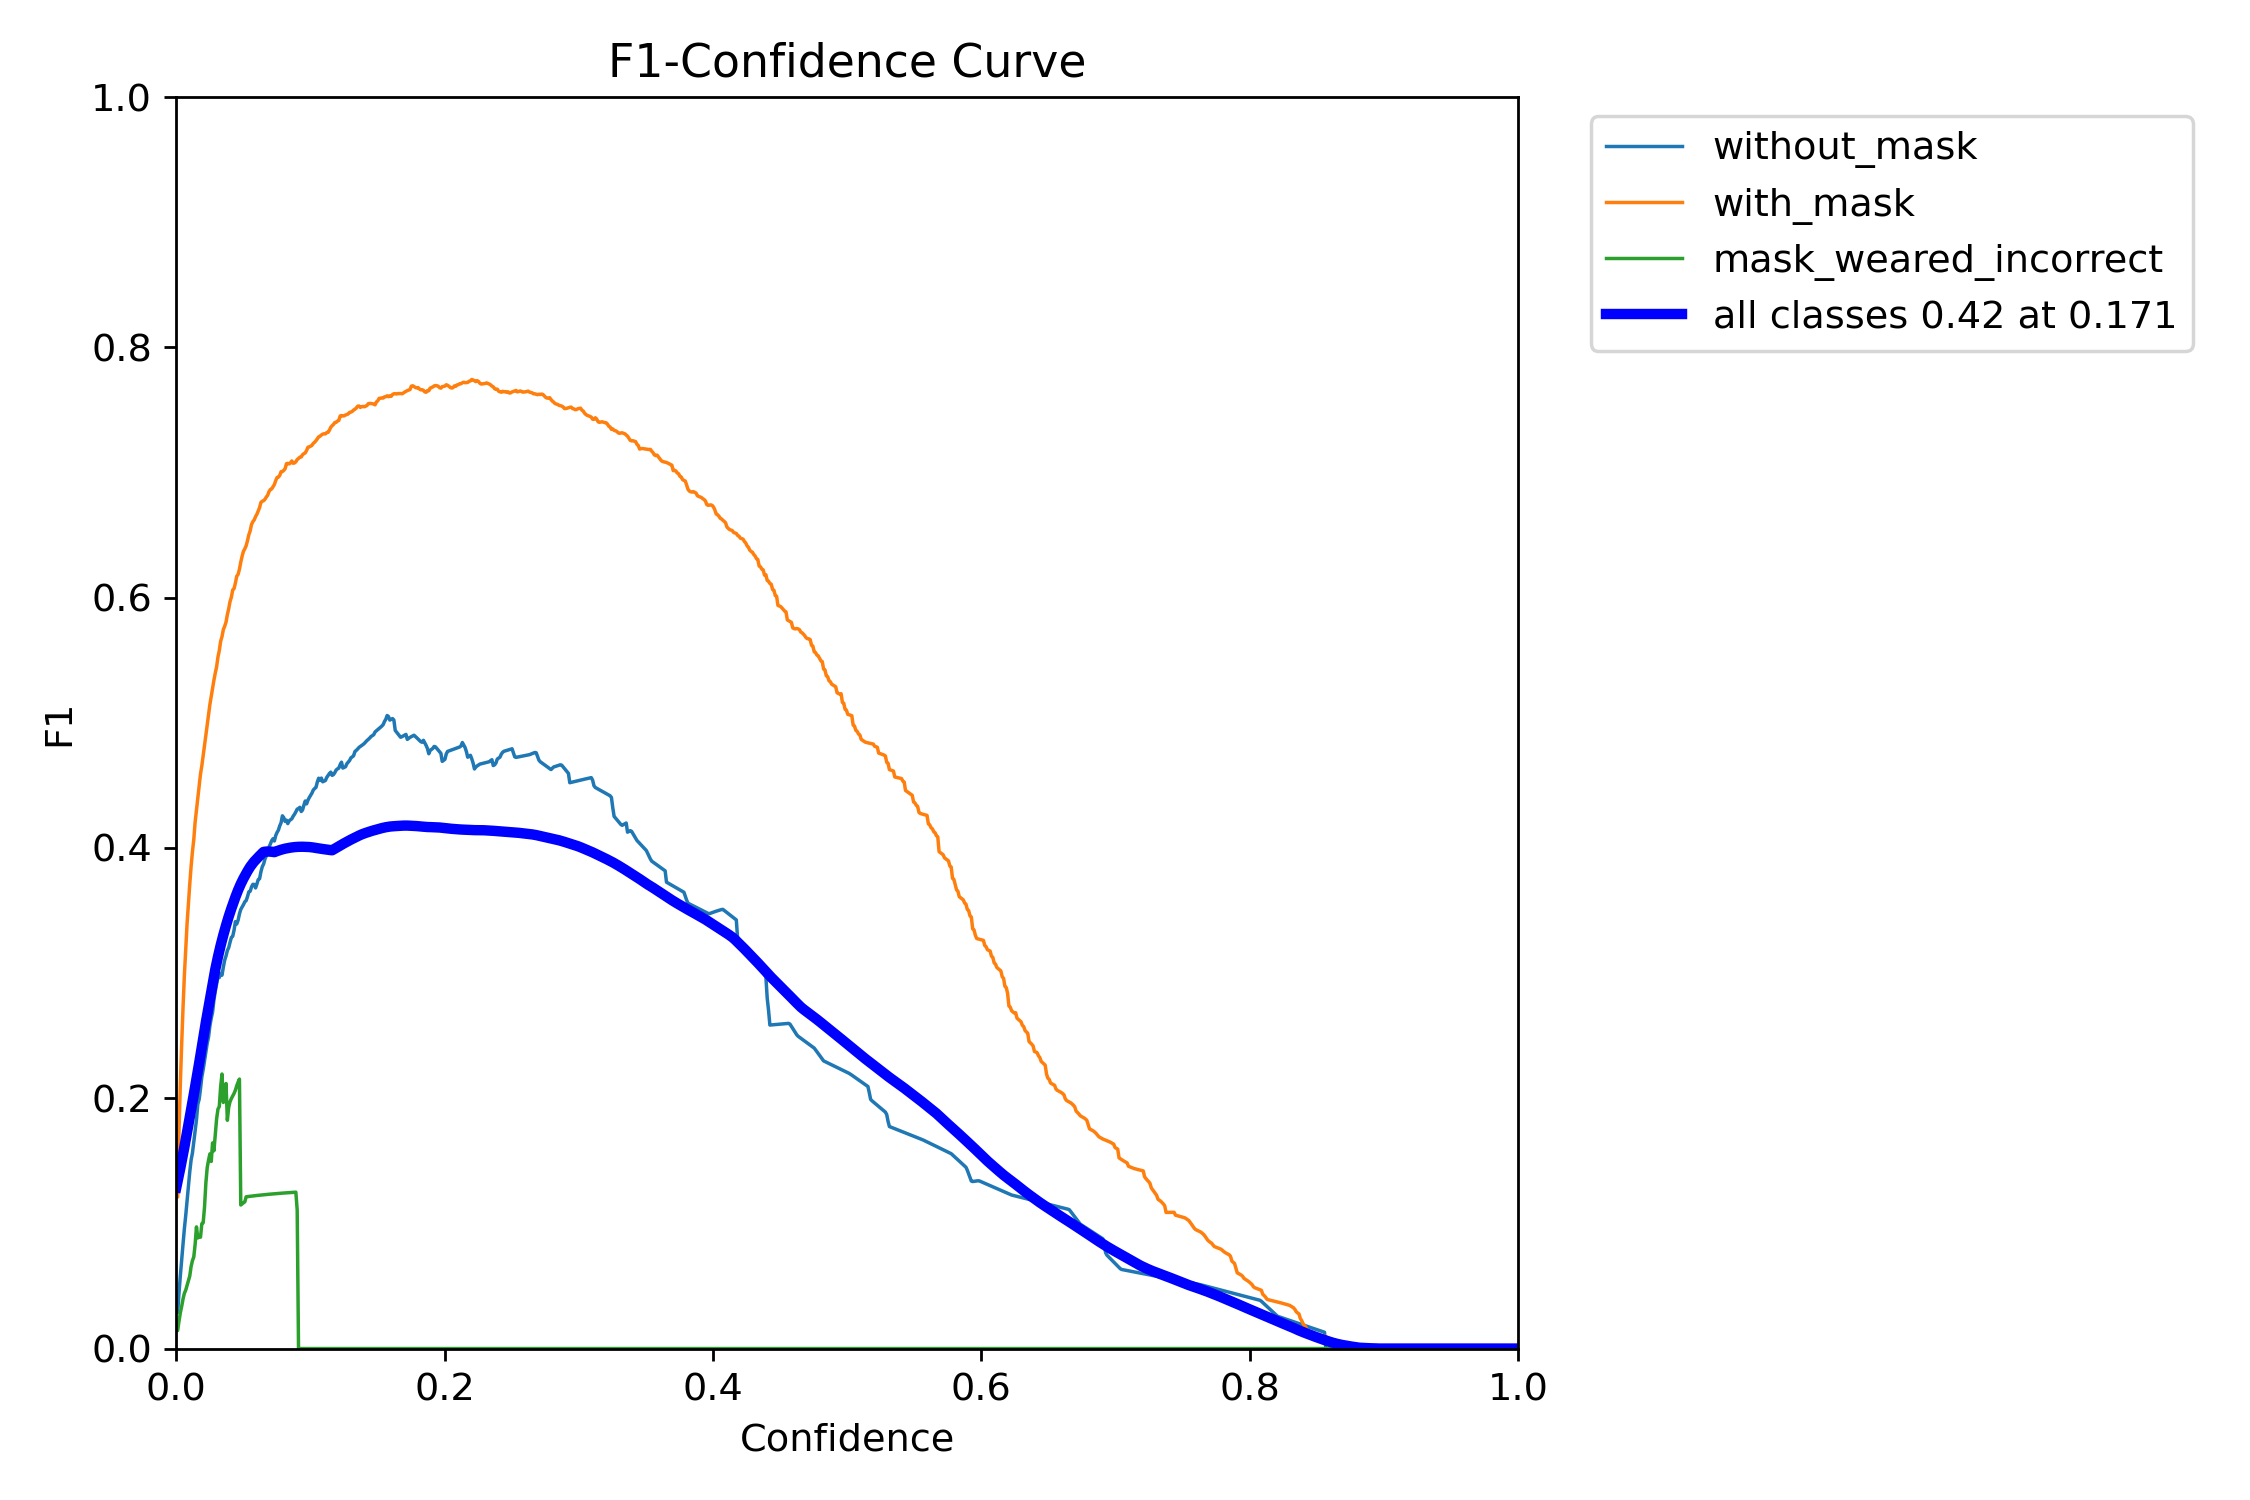 F1-Confidence Curve
1.0
0.8
0.6
0.4
0.2
0.0
F1
0.0 0.2 0.4 0.6 0.8 1.0
Confidence
without_mask
with_mask
mask_weared_incorrect
all classes 0.42 at 0.171